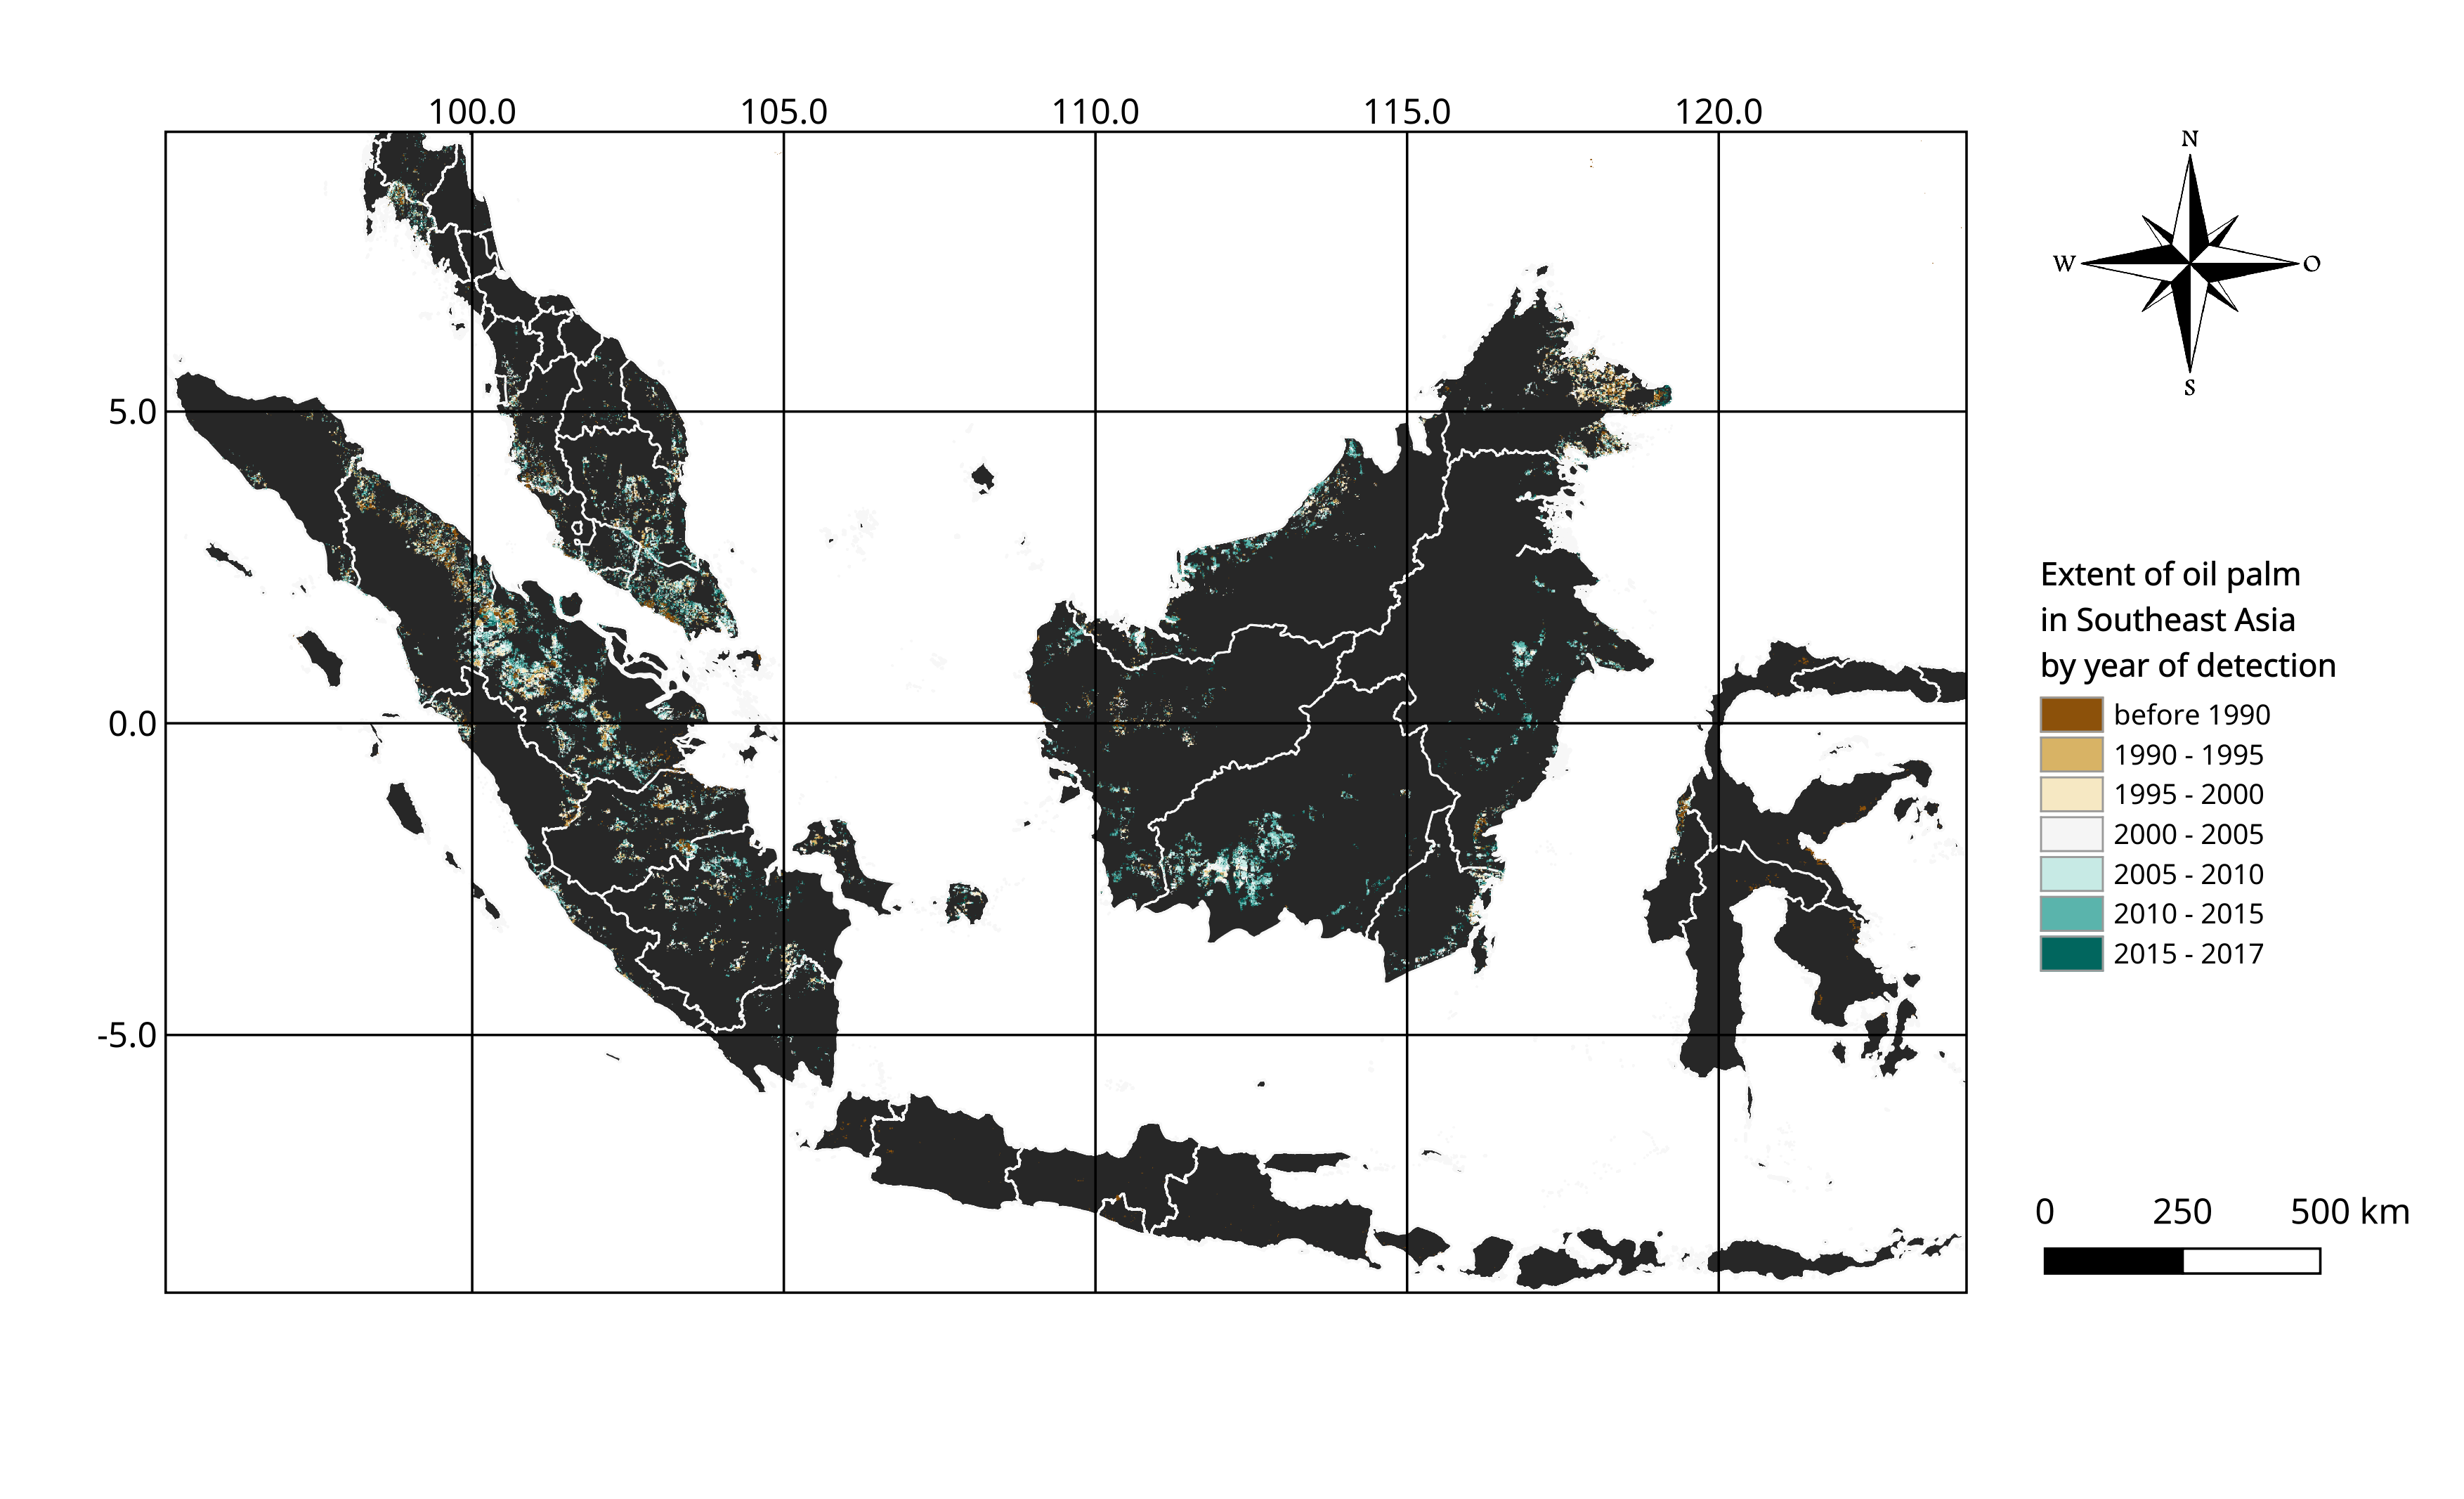 100.0 105.0 110.0 115.0 120.0
5.0
0.0
-5.0
N
W O
S
Extent of oil palm
in Southeast Asia
by year of detection
before 1990
1990 - 1995
1995 - 2000
2000 - 2005
2005 - 2010
2010 - 2015
2015 - 2017
0 250 500 km